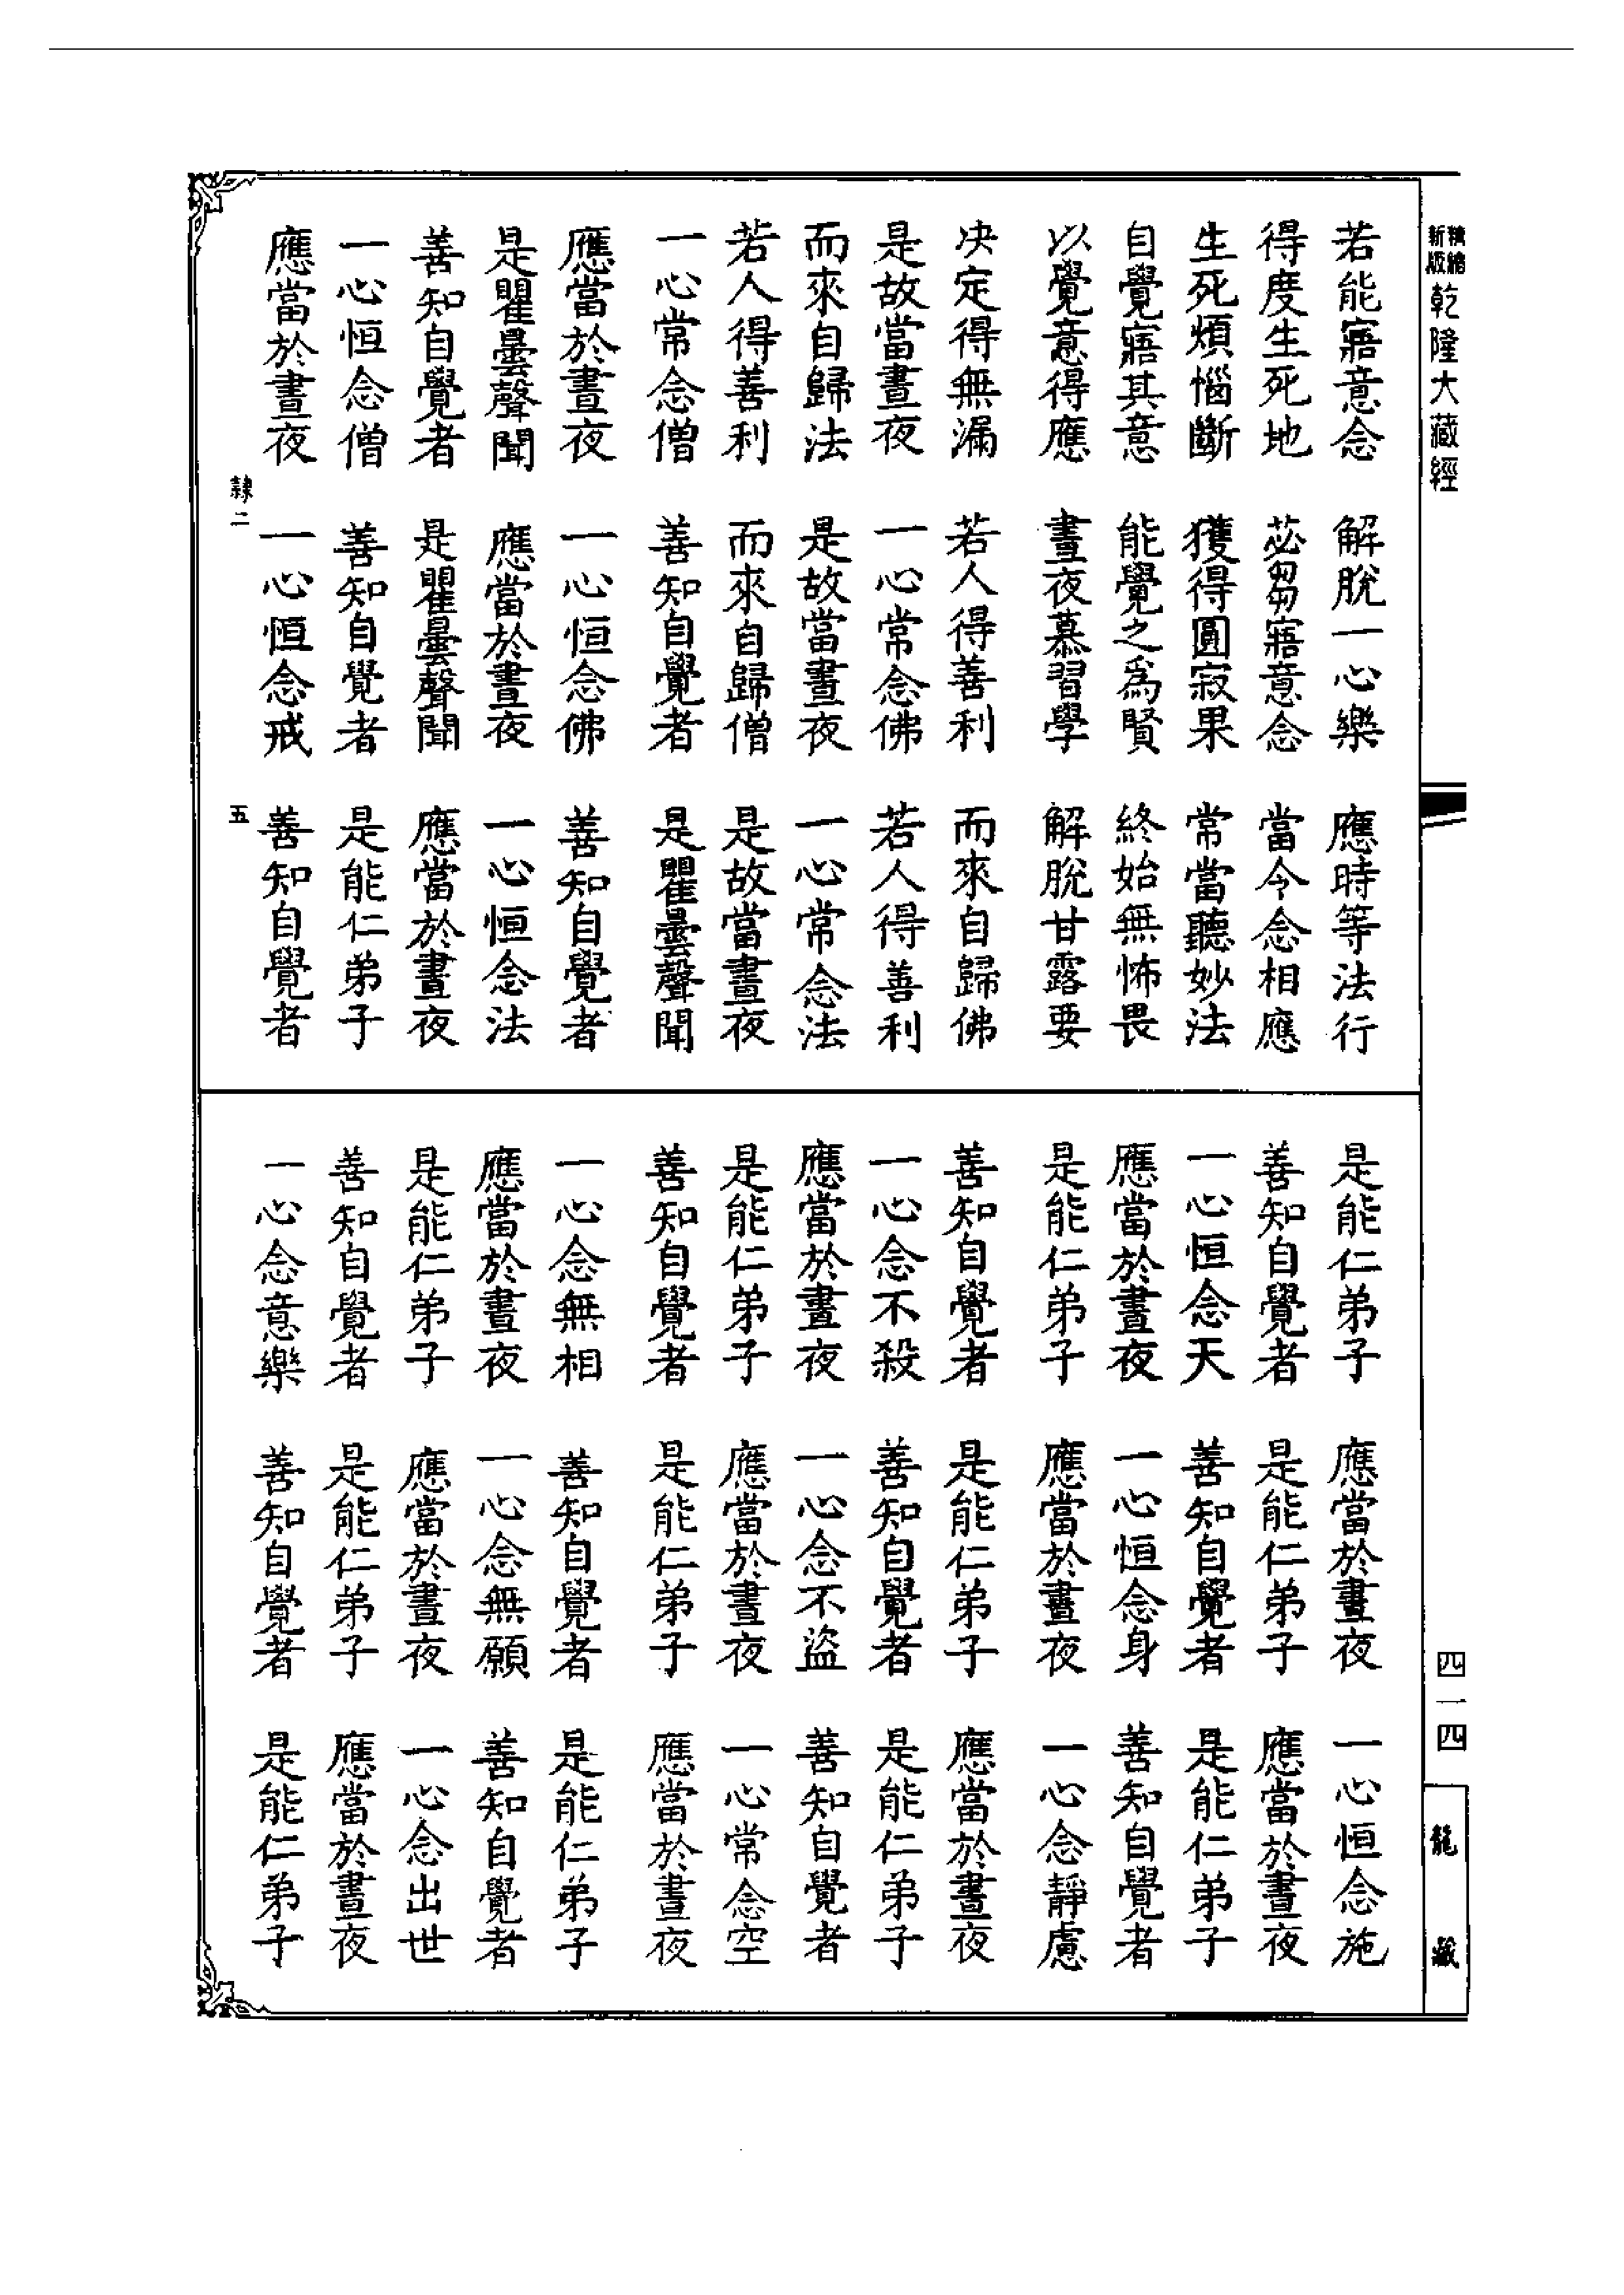 精縮新版乾隆大藏經
若能寤意念　解脫一心樂　應時等法行
得度生死地　苾芻寤意念　當令念相應
生死煩惱斷　獲得圓寂果　常當聽妙法
自覺寤其意　能覺之爲賢　終始無怖畏
以覺意得應　晝夜慕習學　解脫甘露要
决定得無漏　若人得善利　而來自歸佛
是故當晝夜　一心常念佛　若人得善利
而來自歸法　是故當晝夜　一心常念法
若人得善利　而來自歸僧　是故當晝夜
一心常念僧　善知自覺者　是瞿曇聲聞
應當於晝夜　一心恒念佛　善知自覺者
是瞿曇聲聞　應當於晝夜　一心恒念法
善知自覺者　是瞿曇聲聞　應當於晝夜
一心恒念僧　善知自覺者　是能仁弟子
應當於晝夜　一心恒念戒　善知自覺者
隸二　五
是能仁弟子　應當於晝夜　一心恒念施
善知自覺者　是能仁弟子　應當於晝夜
一心恒念天　善知自覺者　是能仁弟子
應當於晝夜　一心恒念身　善知自覺者
是能仁弟子　應當於晝夜　一心念靜慮
善知自覺者　是能仁弟子　應當於晝夜
一心念不殺　善知自覺者　是能仁弟子
應當於晝夜　一心念不盜　善知自覺者
是能仁弟子　應當於晝夜　一心常念空
善知自覺者　是能仁弟子　應當於晝夜
一心念無相　善知自覺者　是能仁弟子
應當於晝夜　一心念無願　善知自覺者
是能仁弟子　應當於晝夜　一心念出世
善知自覺者　是能仁弟子　應當於晝夜
一心念意樂　善知自覺者　是能仁弟子
四一四
龍藏